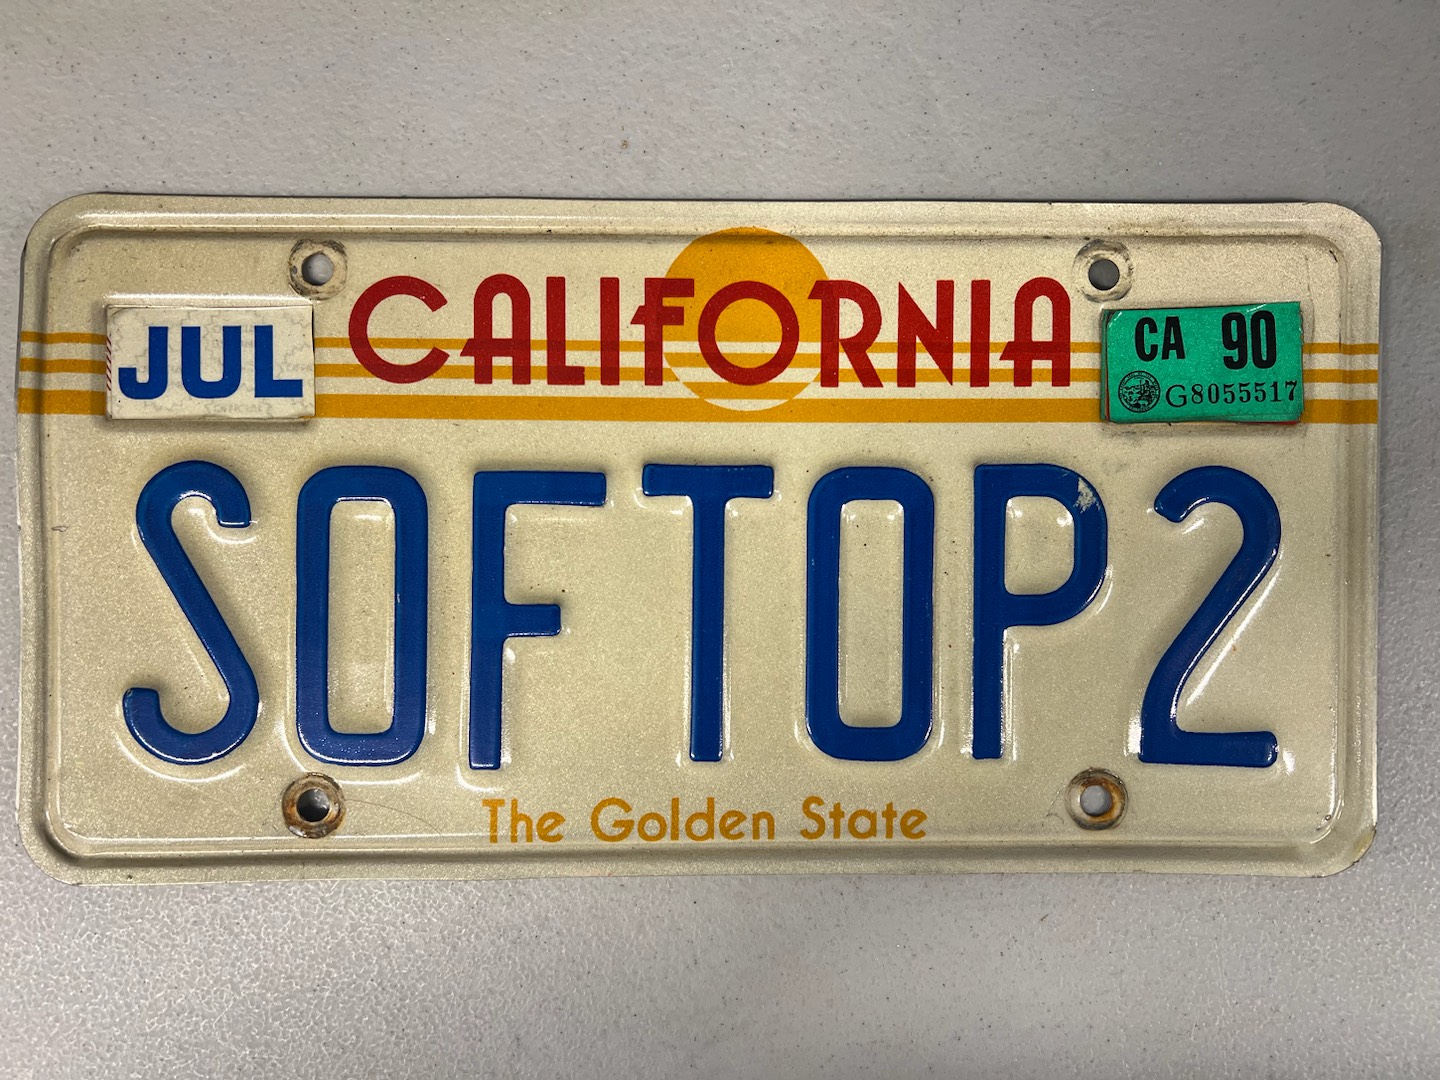 CALIFORNIA
JUL
CA 90
G8055517
SOFTOP2
The Golden State